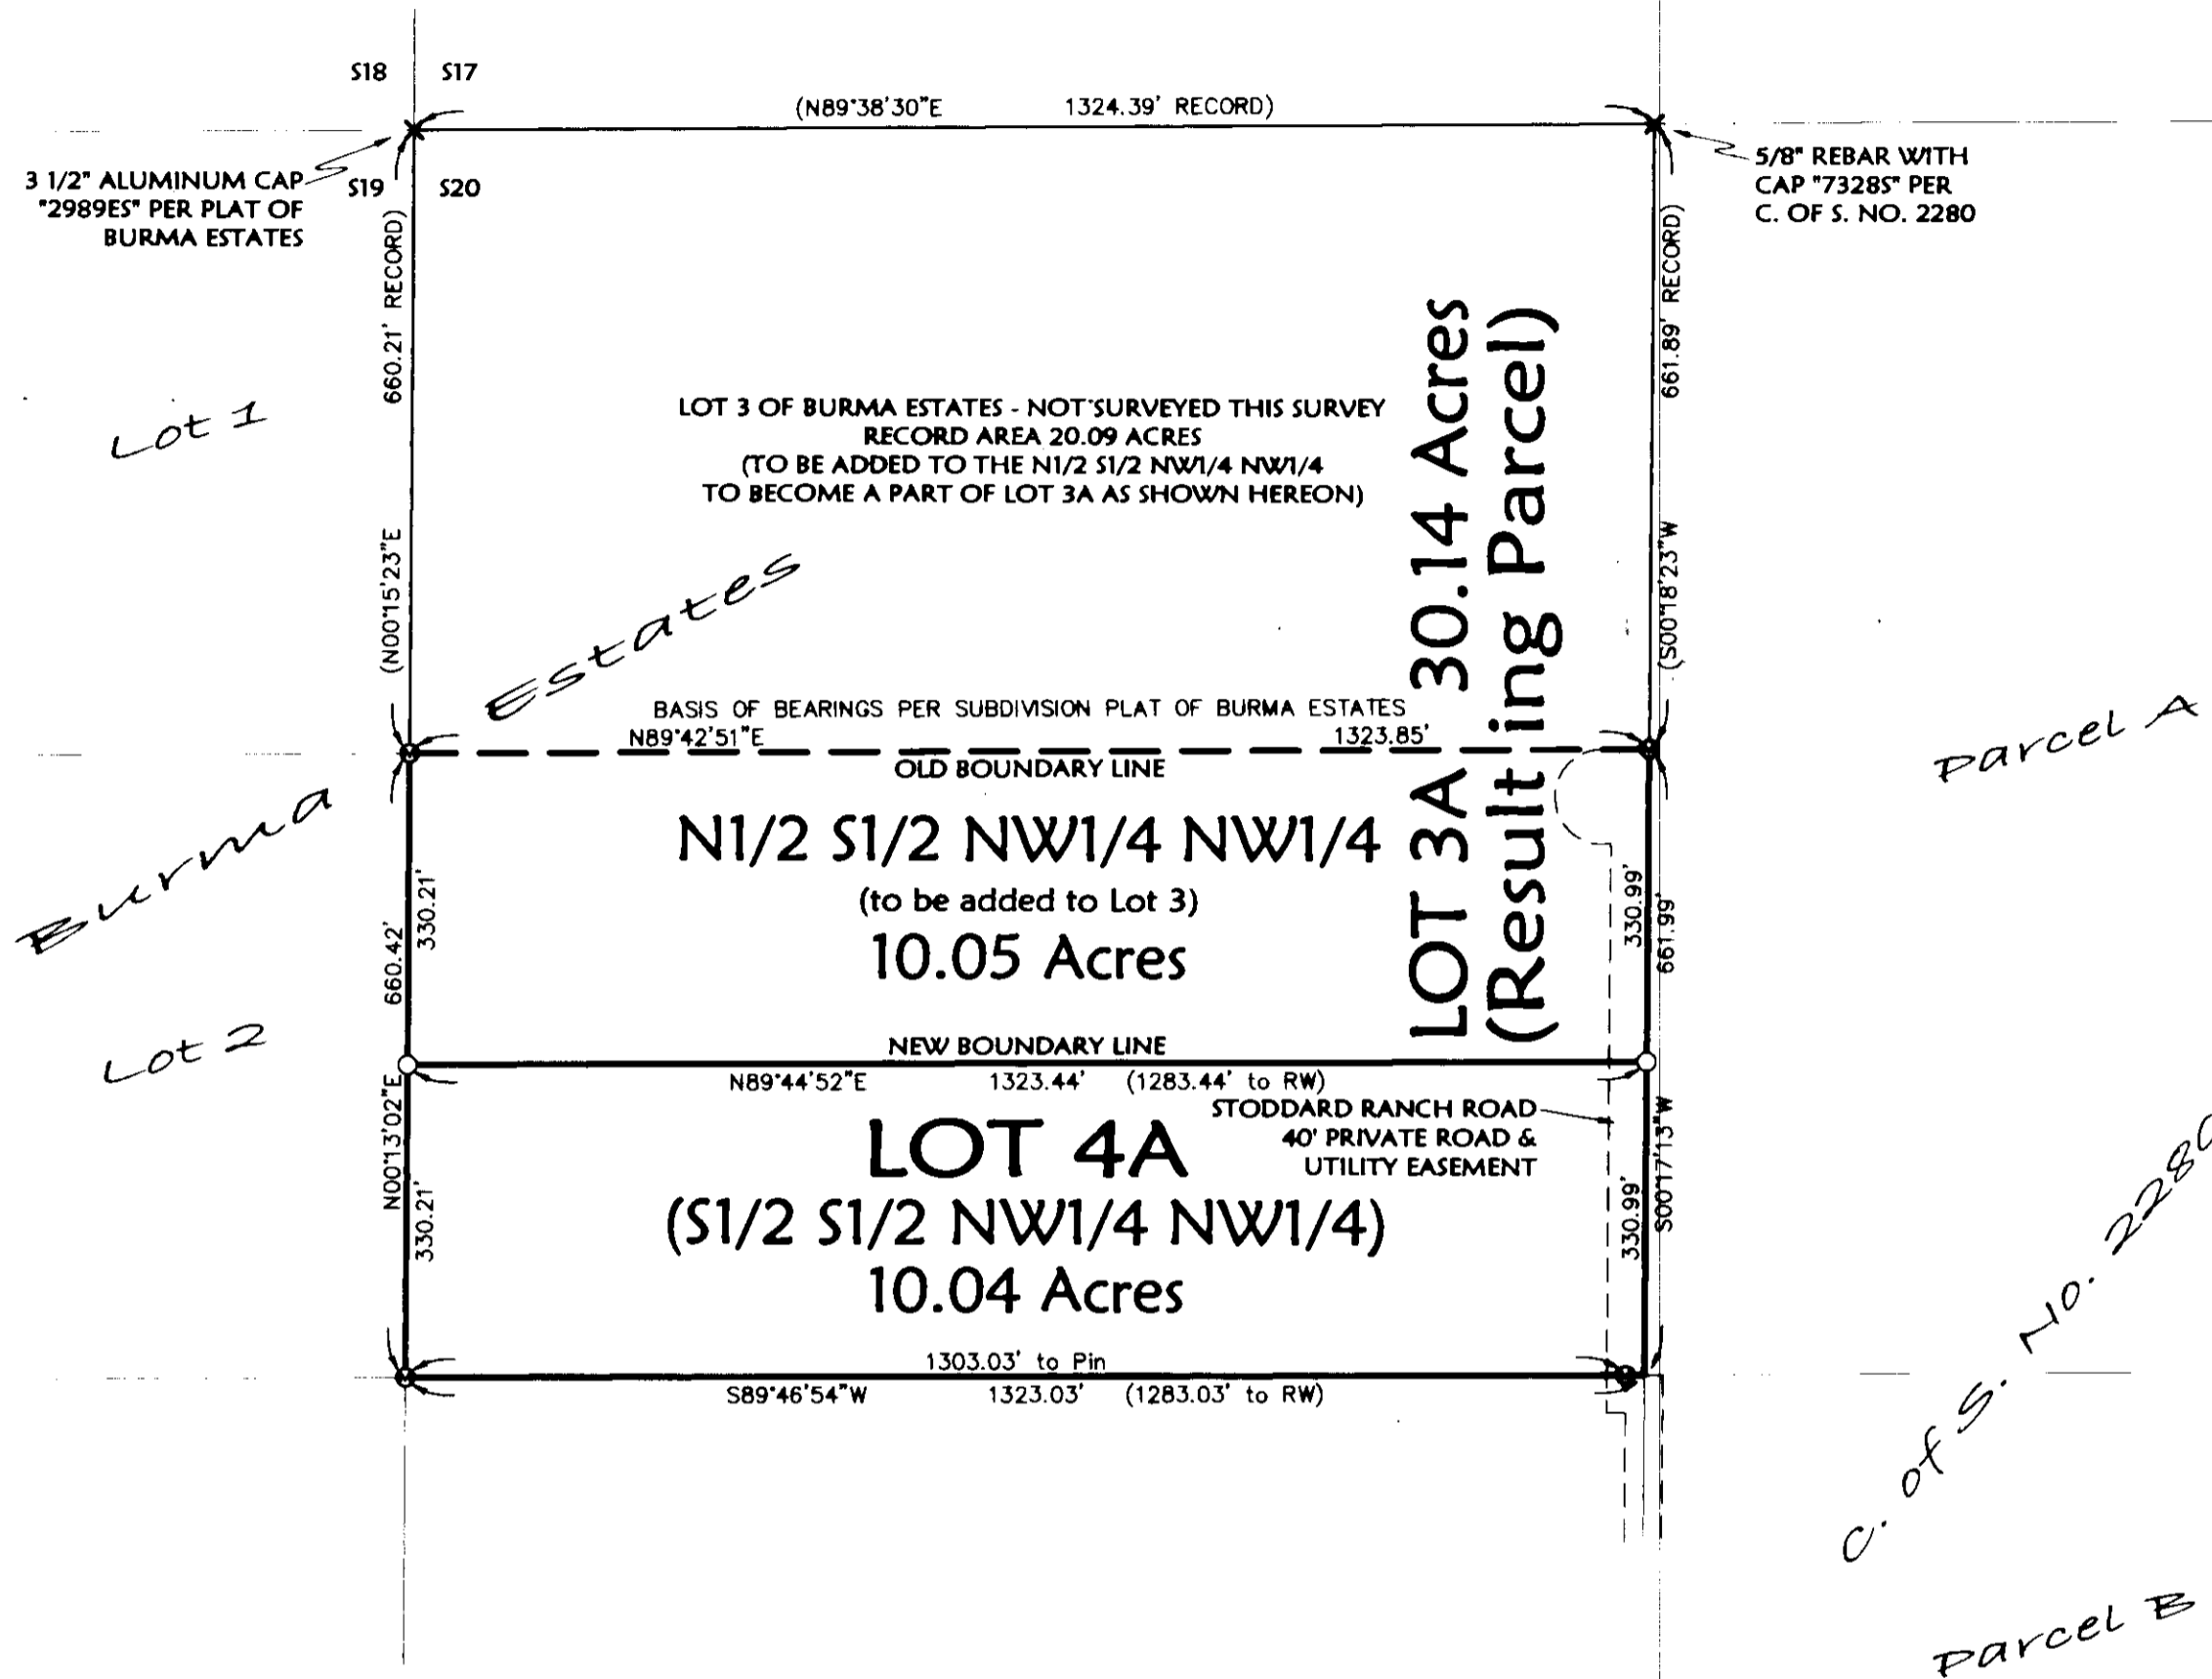 S18 S17
(N89°38'30"E 1324.39' RECORD)
3 1/2" ALUMINUM CAP
"2989ES" PER PLAT OF
BURMA ESTATES
S19 S20
5/8" REBAR WITH
CAP "7328S" PER
C. OF S. NO. 2280
(N00°15'23"E 660.21' RECORD)
661.89' RECORD)
(S00°18'23"W
Lot 1
LOT 3 OF BURMA ESTATES - NOT SURVEYED THIS SURVEY
RECORD AREA 20.09 ACRES
(TO BE ADDED TO THE N1/2 S1/2 NW1/4 NW1/4
TO BECOME A PART OF LOT 3A AS SHOWN HEREON)
LOT 3A 30.14 Acres
(Resulting Parcel)
Burma Estates
BASIS OF BEARINGS PER SUBDIVISION PLAT OF BURMA ESTATES
N89°42'51"E 1323.85'
OLD BOUNDARY LINE
Parcel A
N1/2 S1/2 NW1/4 NW1/4
(to be added to Lot 3)
10.05 Acres
330.21'
660.42'
N00°13'02"E
330.99'
661.99'
S00°17'13"W
Lot 2
NEW BOUNDARY LINE
N89°44'52"E 1323.44' (1283.44' to RW)
STODDARD RANCH ROAD
40' PRIVATE ROAD &
UTILITY EASEMENT
LOT 4A
(S1/2 S1/2 NW1/4 NW1/4)
10.04 Acres
330.21'
330.99'
1303.03' to Pin
S89°46'54"W 1323.03' (1283.03' to RW)
C. of S. No. 2280
Parcel B